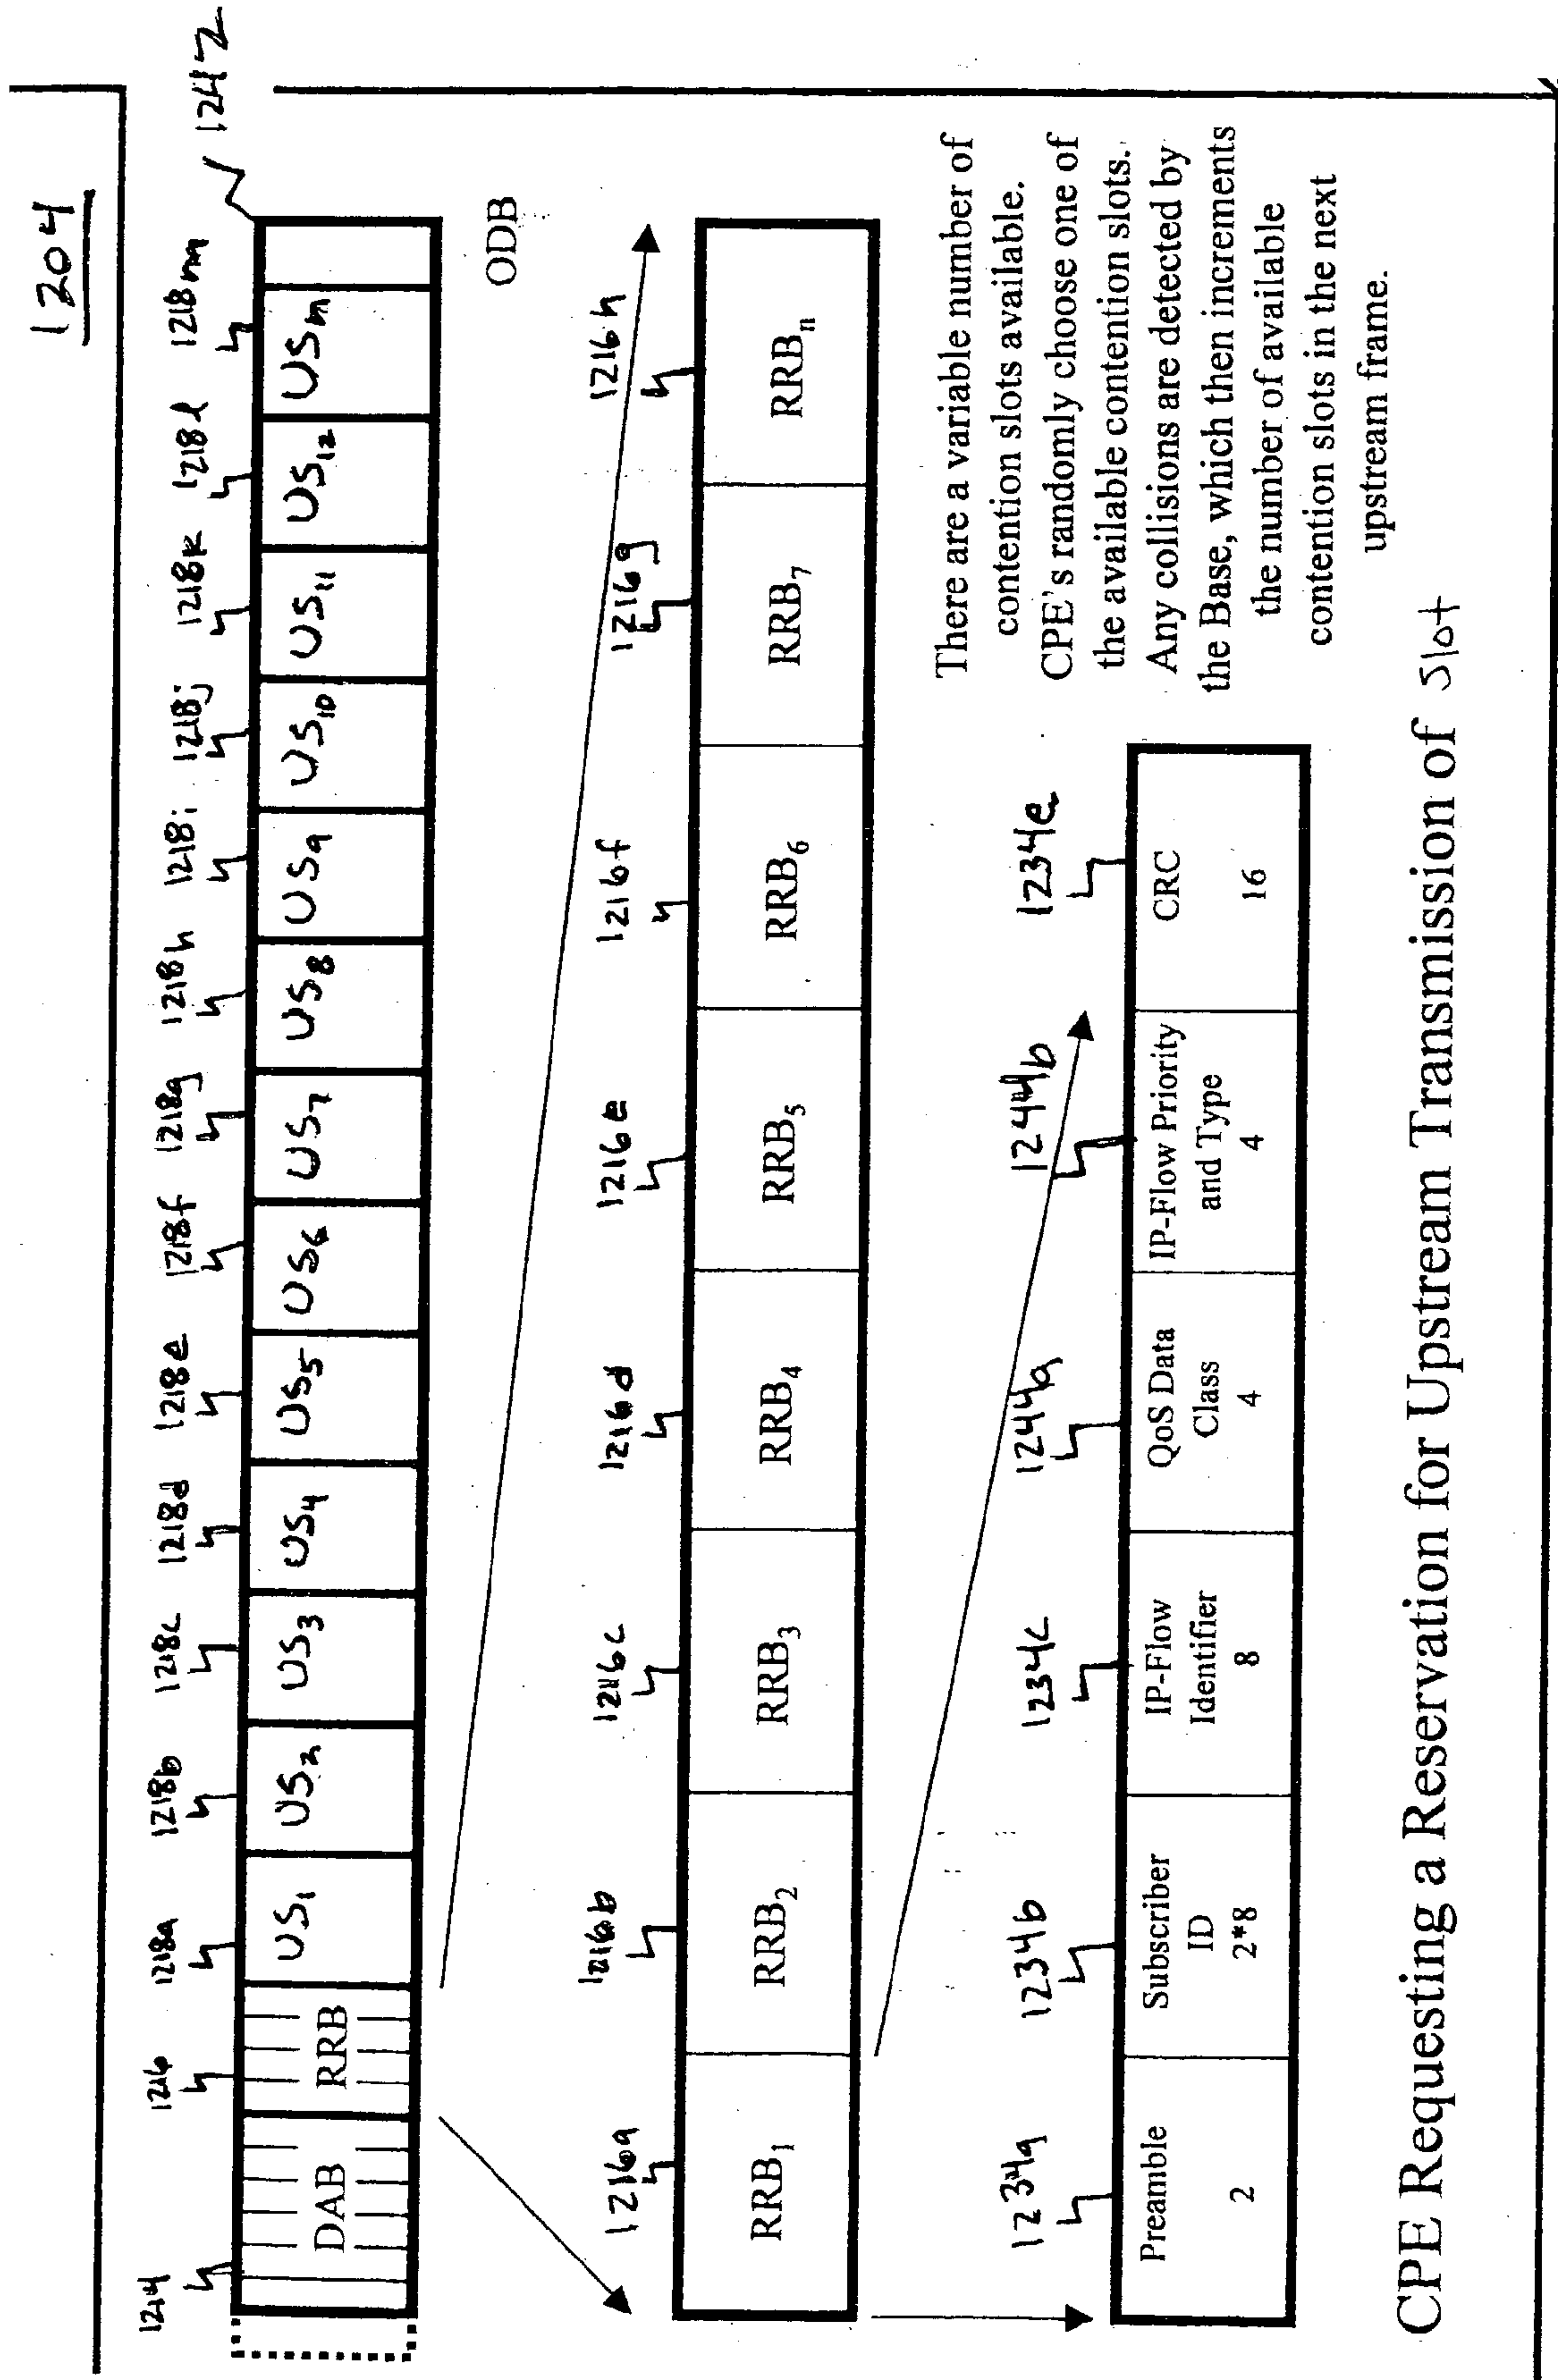 1204
1214
1216
1218a
1218b
1218c
1218d
1218e
1218f
1218g
1218h
1218i
1218j
1218k
1218l
1218m
1242
DAB
RRB
US1
US2
US3
US4
US5
US6
US7
US8
US9
US10
US11
US12
USm
ODB
1216a
1216b
1216c
1216d
1216e
1216f
1216g
1216h
RRB1
RRB2
RRB3
RRB4
RRB5
RRB6
RRB7
RRBn
There are a variable number of
contention slots available.
CPE's randomly choose one of
the available contention slots.
Any collisions are detected by
the Base, which then increments
the number of available
contention slots in the next
upstream frame.
1234a
1234b
1234c
1244a
1244b
1234e
Preamble
2
Subscriber
ID
2*8
IP-Flow
Identifier
8
QoS Data
Class
4
IP-Flow Priority
and Type
4
CRC
16
CPE Requesting a Reservation for Upstream Transmission of Slot